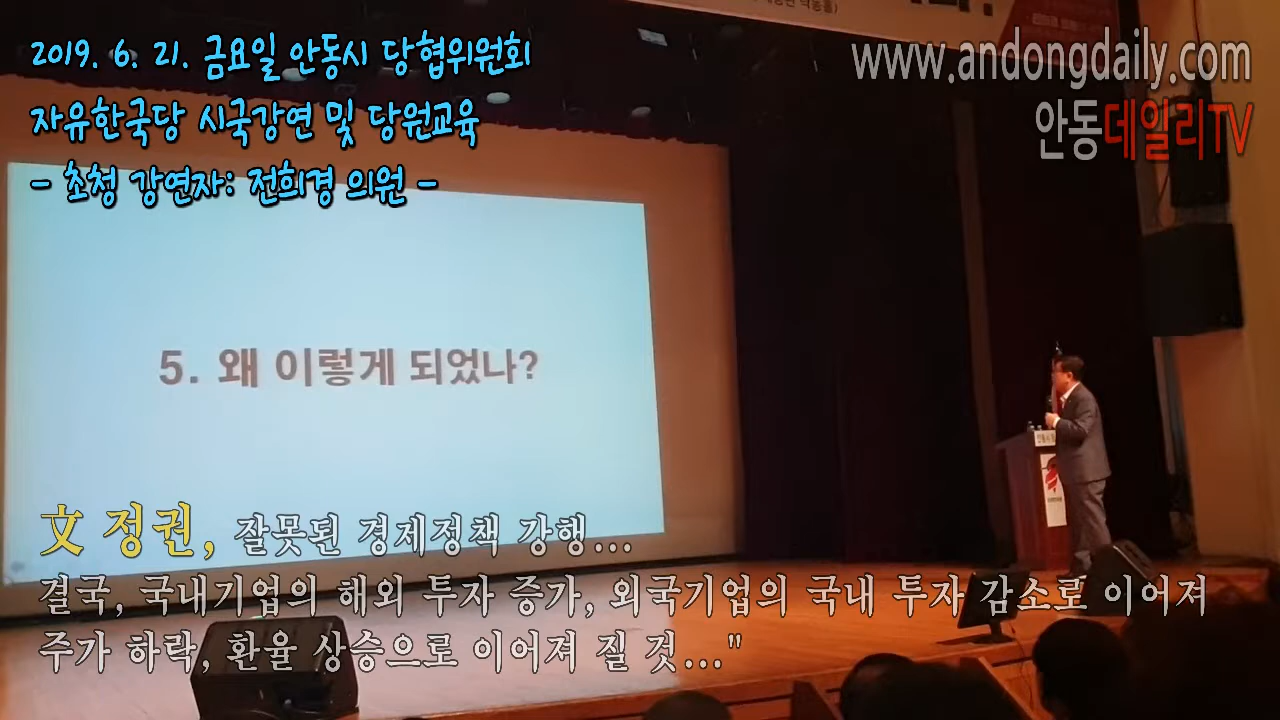 2019. 6. 21. 금요일 안동시 당협위원회
자유한국당 시국강연 및 당원교육
- 초청 강연자: 전희경 의원 -
www.andongdaily.com
안동데일리TV
5. 왜 이렇게 되었나?
안동시
文 정권, 잘못된 경제정책 강행...
결국, 국내기업의 해외 투자 증가, 외국기업의 국내 투자 감소로 이어져
주가 하락, 환율 상승으로 이어져 질 것..."